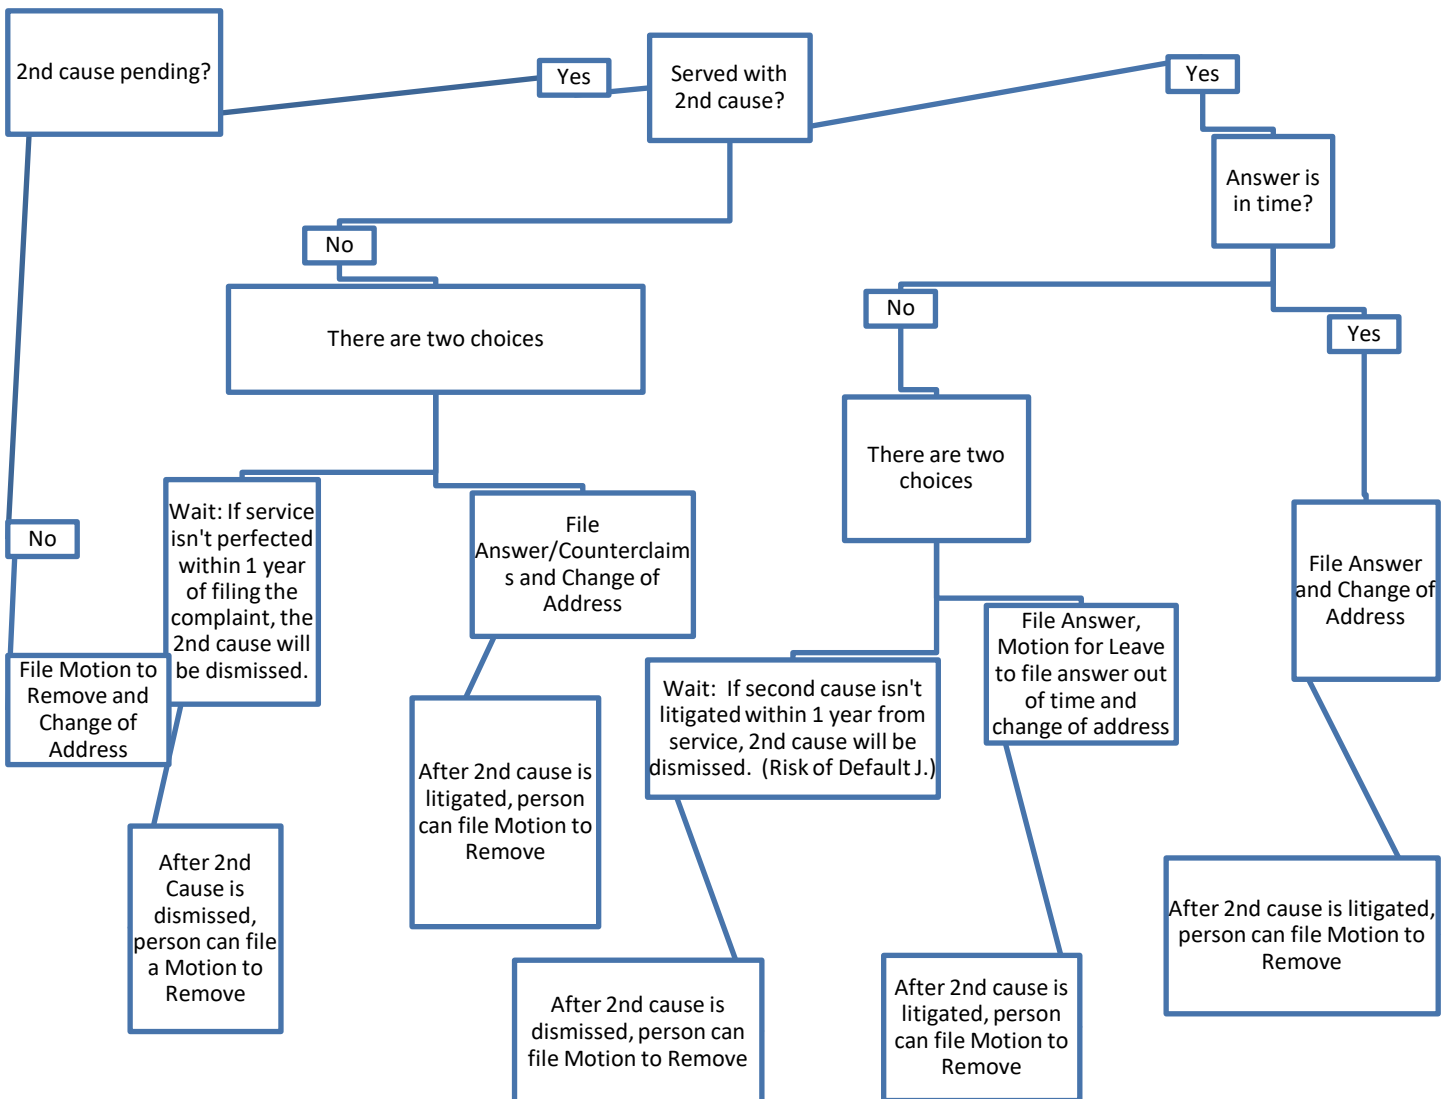 2nd cause pending?
Yes
Served with
2nd cause?
Yes
Answer is
in time?
No
There are two choices
No
Yes
There are two
choices
Wait: If service
isn't perfected
within 1 year
of filing the
complaint, the
2nd cause will
be dismissed.
File
Answer/Counterclaim
s and Change of
Address
No
File Answer
and Change of
Address
File Answer,
Motion for Leave
to file answer out
of time and
change of address
File Motion to
Remove and
Change of
Address
Wait:  If second cause isn't
litigated within 1 year from
service, 2nd cause will be
dismissed.  (Risk of Default J.)
After 2nd cause is
litigated, person
can file Motion to
Remove
After 2nd
Cause is
dismissed,
person can file
a Motion to
Remove
After 2nd cause is litigated,
person can file Motion to
Remove
After 2nd cause is
dismissed, person can
file Motion to Remove
After 2nd cause is
litigated, person
can file Motion to
Remove